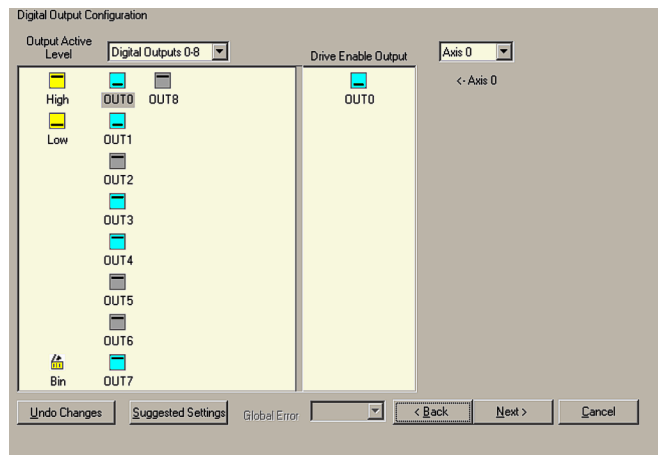 Digital Output Configuration
Output Active
Level
Digital Outputs 0-8
Drive Enable Output
Axis 0
High
OUT0
OUT8
OUT0
<- Axis 0
Low
OUT1
OUT2
OUT3
OUT4
OUT5
OUT6
Bin
OUT7
Undo Changes
Suggested Settings
Global Error
< Back
Next >
Cancel